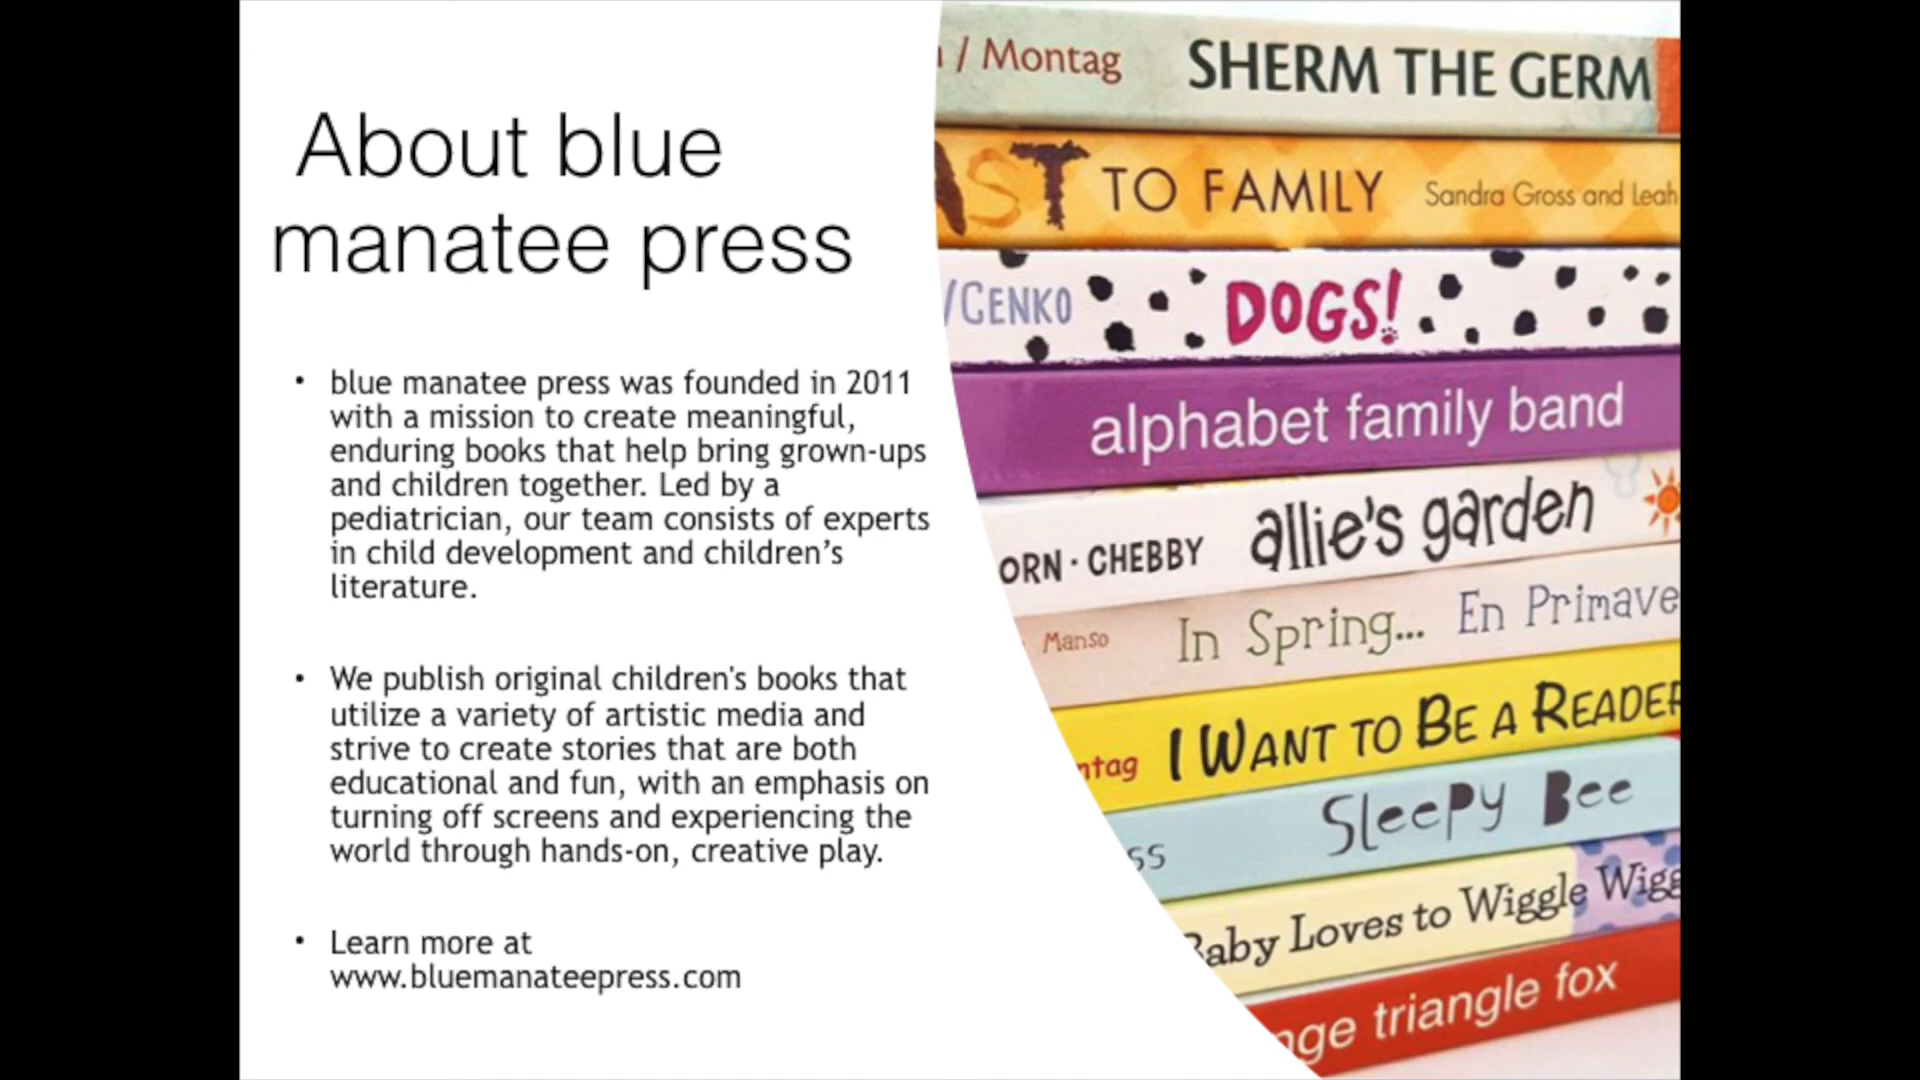 About blue
manatee press
• blue manatee press was founded in 2011
with a mission to create meaningful,
enduring books that help bring grown-ups
and children together. Led by a
pediatrician, our team consists of experts
in child development and children’s
literature.
• We publish original children's books that
utilize a variety of artistic media and
strive to create stories that are both
educational and fun, with an emphasis on
turning off screens and experiencing the
world through hands-on, creative play.
• Learn more at
www.bluemanateepress.com
/ Montag SHERM THE GERM
TO FAMILY Sandra Gross and Leah
/CENKO DOGS!
alphabet family band
ORN · CHEBBY allie's garden
Manso In Spring... En Primave
ntag I WANT TO BE A READER
ss Sleepy Bee
Baby Loves to Wiggle Wigg
nge triangle fox